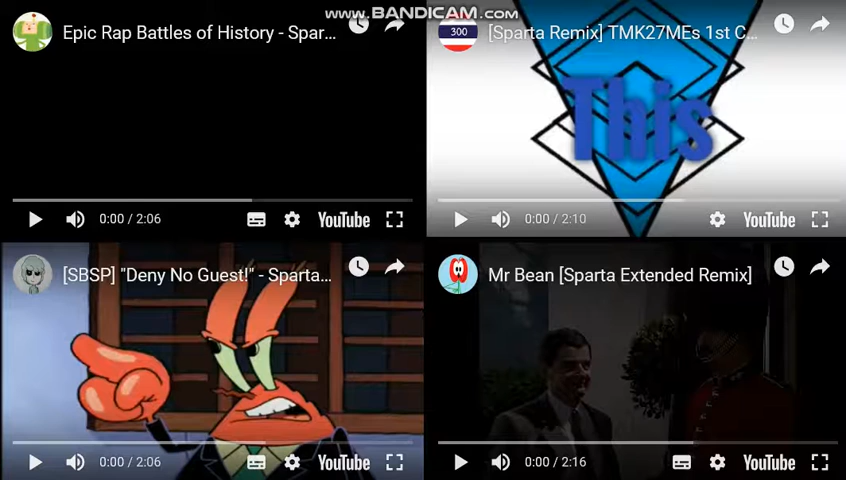 www.BANDICAM.com
Epic Rap Battles of History - Spar...
0:00 / 2:06
YouTube
300
[Sparta Remix] TMK27MEs 1st C...
This
0:00 / 2:10
YouTube
[SBSP] "Deny No Guest!" - Sparta...
0:00 / 2:06
YouTube
Mr Bean [Sparta Extended Remix]
0:00 / 2:16
YouTube